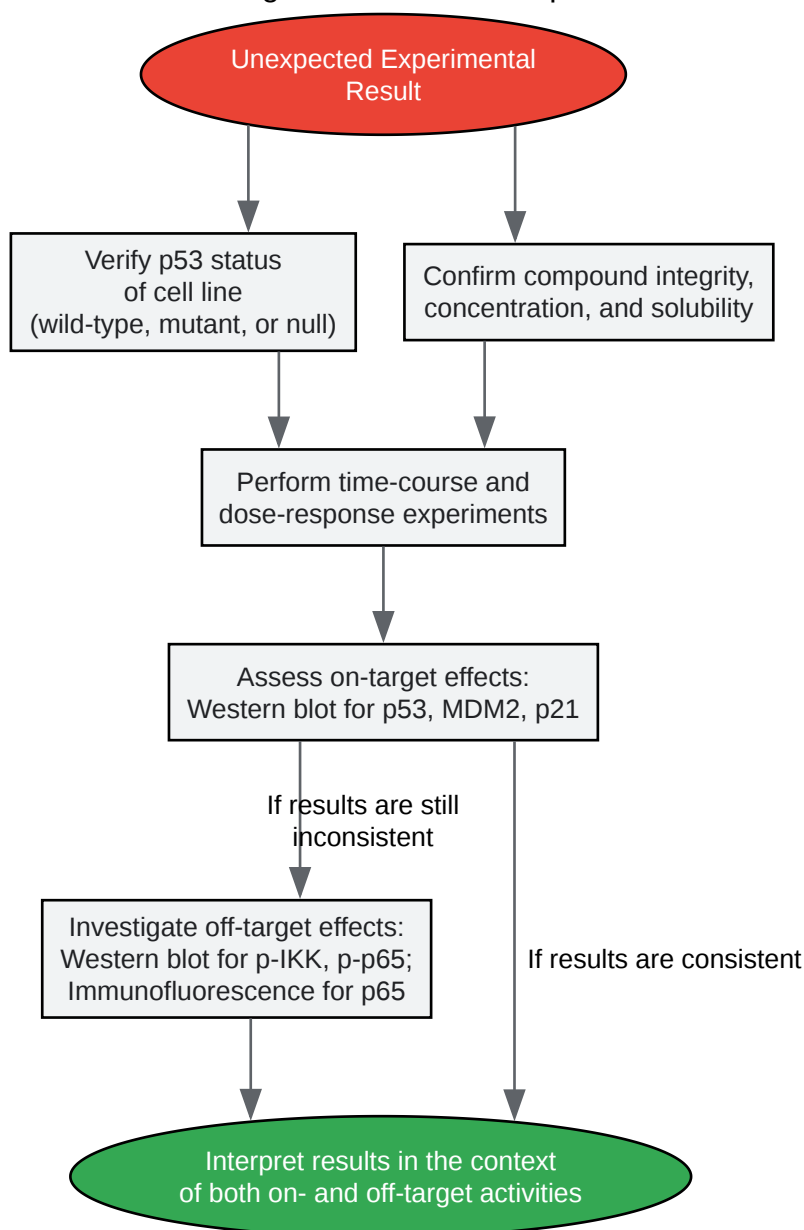 Unexpected Experimental
Result
Verify p53 status
of cell line
(wild-type, mutant, or null)
Confirm compound integrity,
concentration, and solubility
Perform time-course and
dose-response experiments
Assess on-target effects:
Western blot for p53, MDM2, p21
If results are still
inconsistent
Investigate off-target effects:
Western blot for p-IKK, p-p65;
Immunofluorescence for p65
If results are consistent
Interpret results in the context
of both on- and off-target activities